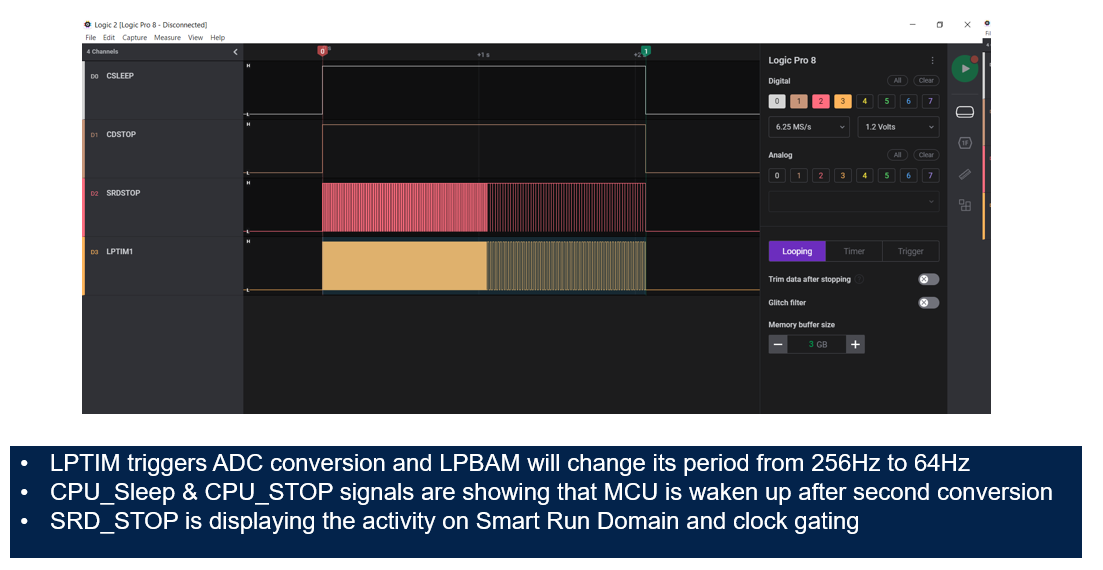 Logic 2 [Logic Pro 8 - Disconnected]
File Edit Capture Measure View Help
4 Channels
0
+1 s
+2
1
D0 CSLEEP
H
L
D1 CDSTOP
H
L
D2 SRDSTOP
H
L
D3 LPTIM1
H
L
Logic Pro 8
Digital All Clear
0 1 2 3 4 5 6 7
6.25 MS/s 1.2 Volts
Analog All Clear
0 1 2 3 4 5 6 7
Looping Timer Trigger
Trim data after stopping
Glitch filter
Memory buffer size
− 3 GB +
• LPTIM triggers ADC conversion and LPBAM will change its period from 256Hz to 64Hz
• CPU_Sleep & CPU_STOP signals are showing that MCU is waken up after second conversion
• SRD_STOP is displaying the activity on Smart Run Domain and clock gating